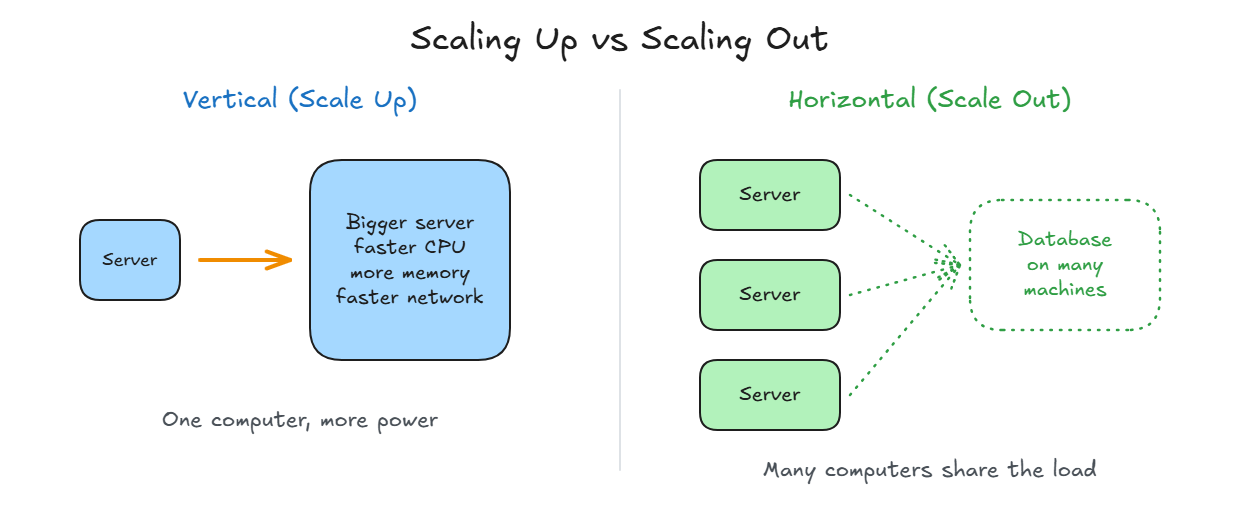 Scaling Up vs Scaling Out
Vertical (Scale Up)
Server
Bigger server
faster CPU
more memory
faster network
One computer, more power
Horizontal (Scale Out)
Server
Server
Server
Database
on many
machines
Many computers share the load